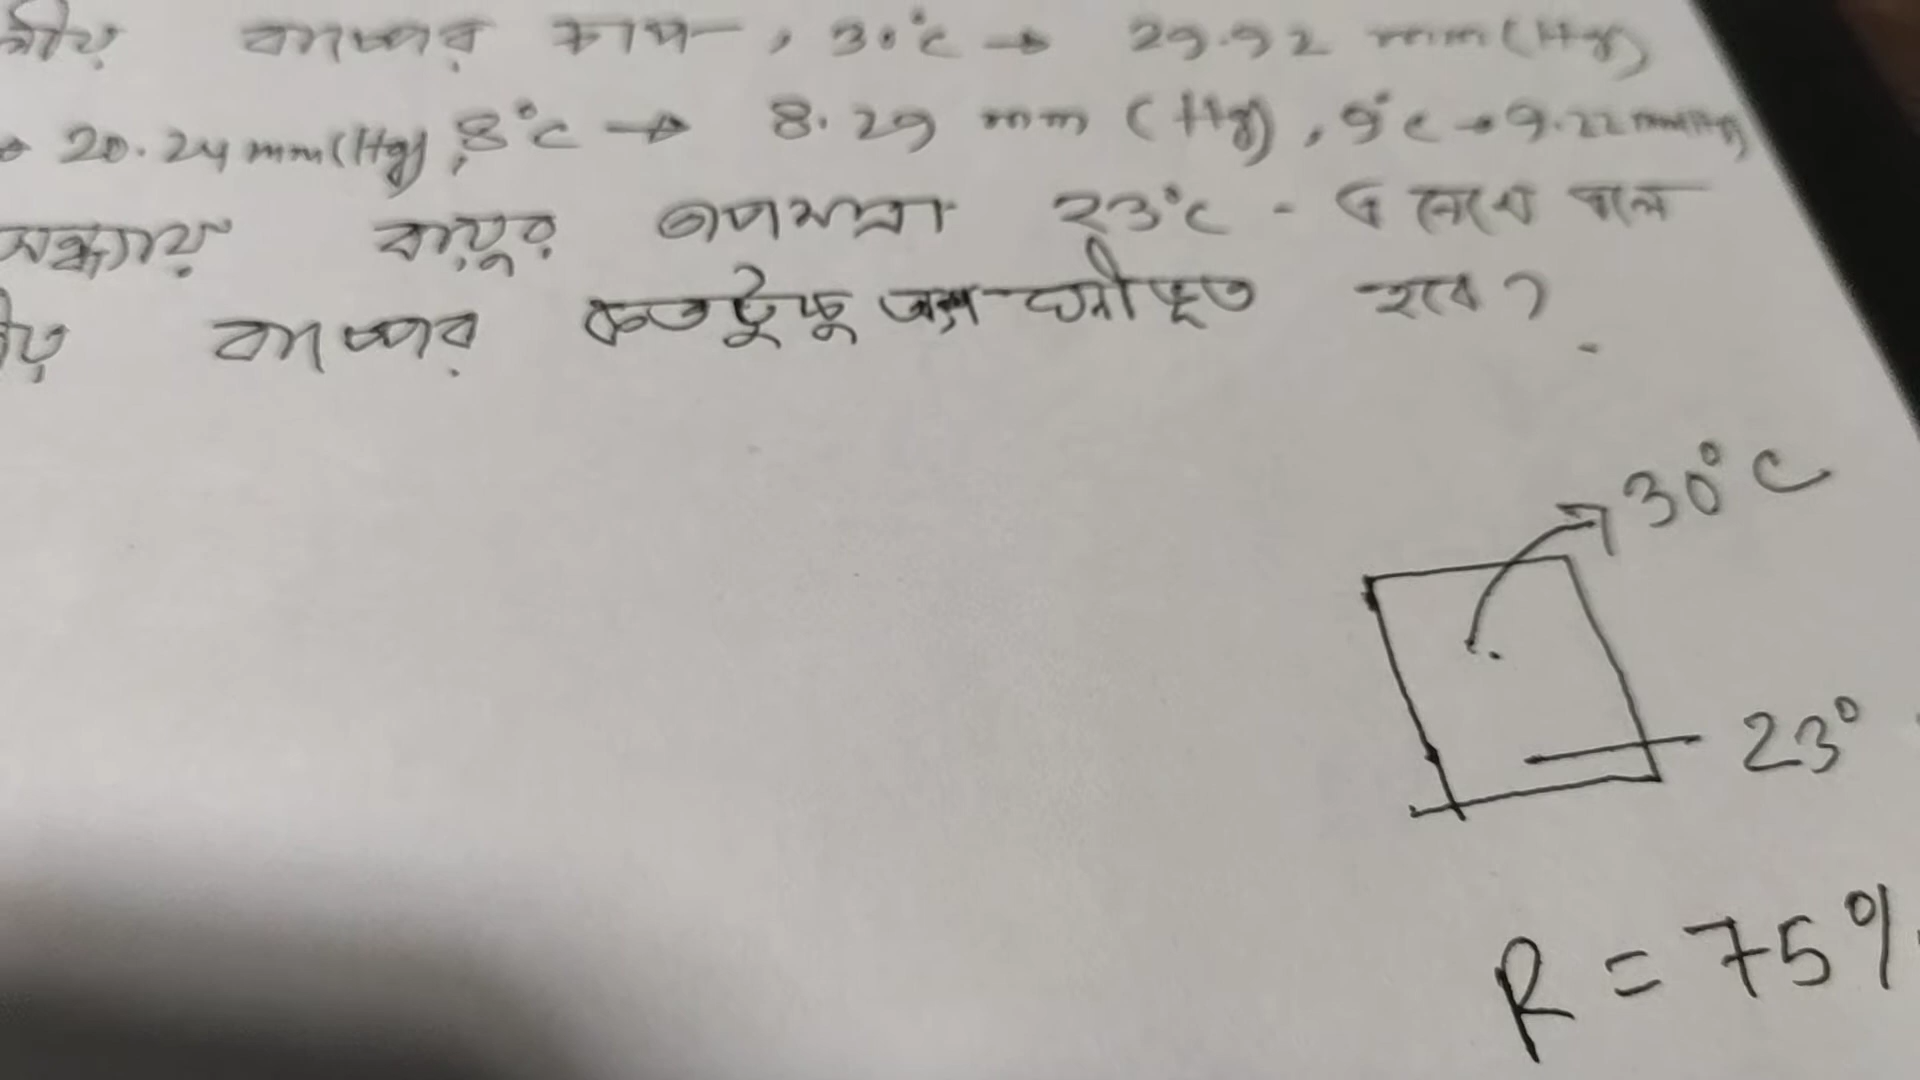 বাষ্পের চাপ, 30°C → 29.92 mm (Hg)
→ 20.24 mm (Hg), 8°C → 8.29 mm (Hg), 9°C → 9.22 mm(Hg)
সন্ধ্যায় বায়ুর তাপমাত্রা 23°C - এ নেমে গেলে
বাষ্পের কতটুকু অংশ ঘনীভূত হবে?
30°C
23°
R = 75%